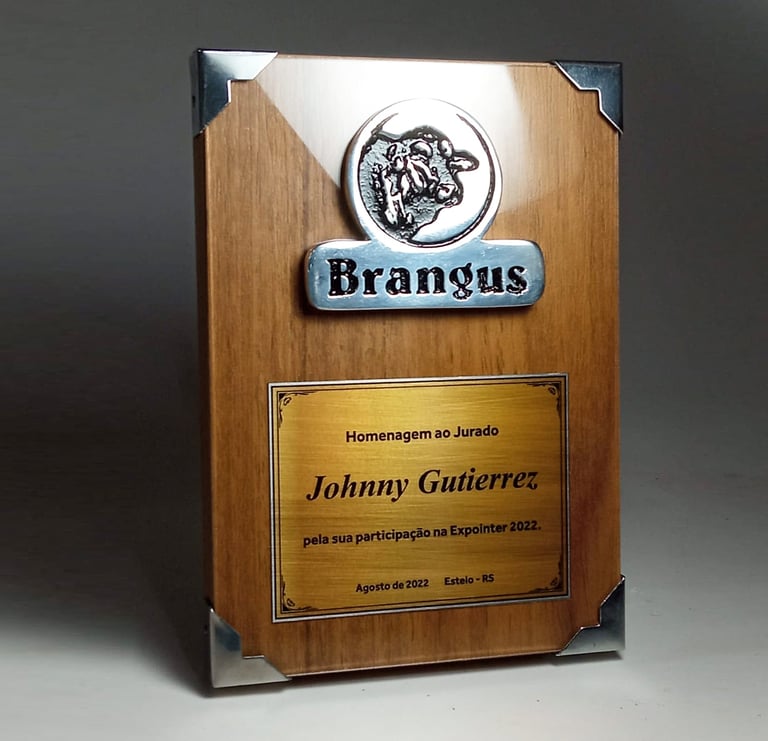 Brangus
Homenagem ao Jurado
Johnny Gutierrez
pela sua participação na Expointer 2022.
Agosto de 2022 Esteio - RS